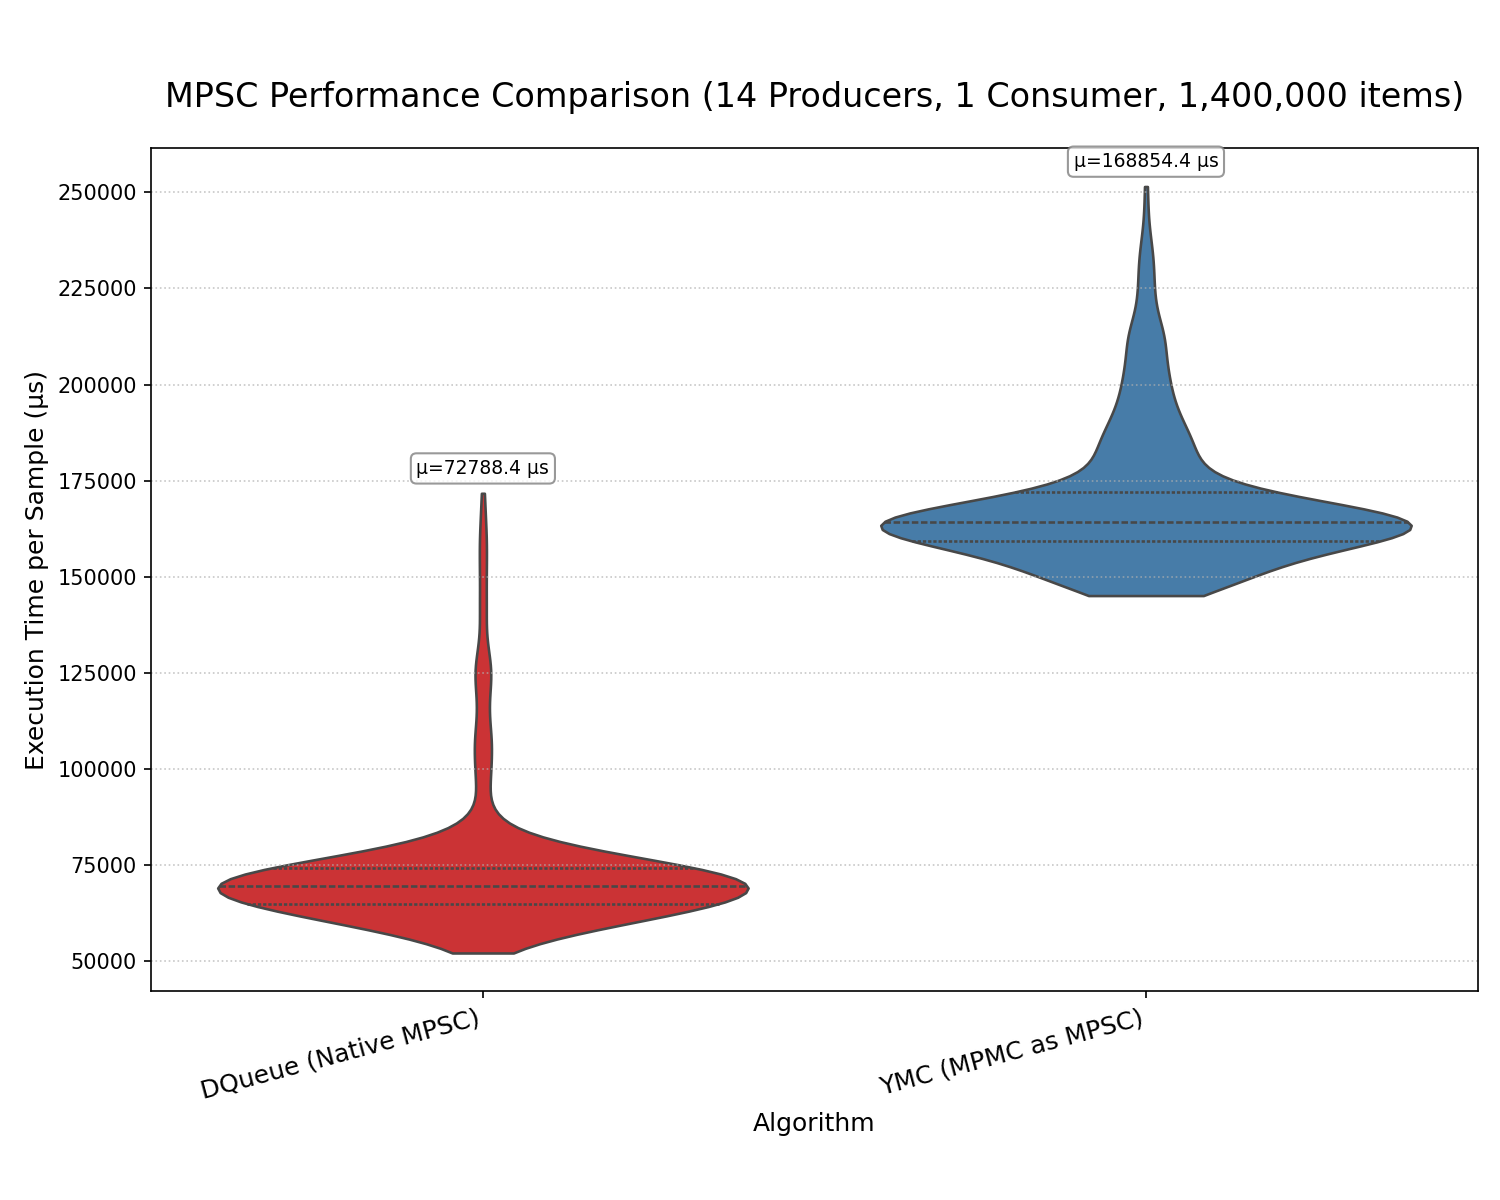 MPSC Performance Comparison (14 Producers, 1 Consumer, 1,400,000 items)
μ=168854.4 μs
250000
225000
200000
μ=72788.4 μs
175000
150000
125000
100000
75000
50000
Execution Time per Sample (μs)
DQueue (Native MPSC)
YMC (MPMC as MPSC)
Algorithm